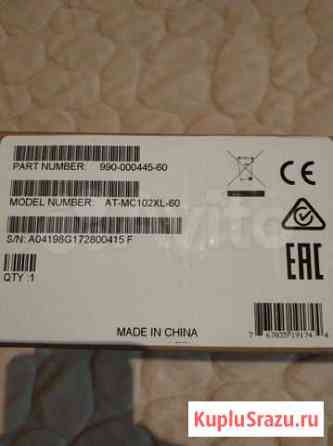 PART NUMBER: 990-000445-60
MODEL NUMBER: AT-MC102XL-60
S/N: A04198G172800415 F
QTY :1
CE
EAC
MADE IN CHINA
Avito
KupluSrazu.ru